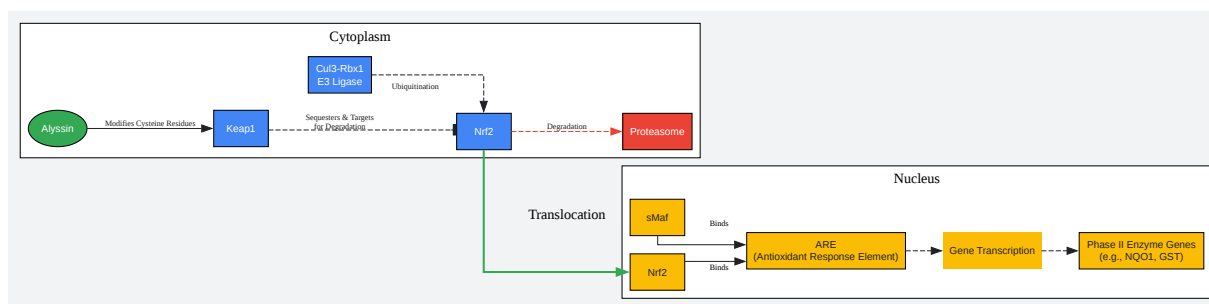 Cytoplasm
Cul3-Rbx1
E3 Ligase
Ubiquitination
Alyssin
Modifies Cysteine Residues
Keap1
Sequesters & Targets
for Degradation
Nrf2
Degradation
Proteasome
Translocation
Nucleus
sMaf
Binds
Nrf2
Binds
ARE
(Antioxidant Response Element)
Gene Transcription
Phase II Enzyme Genes
(e.g., NQO1, GST)